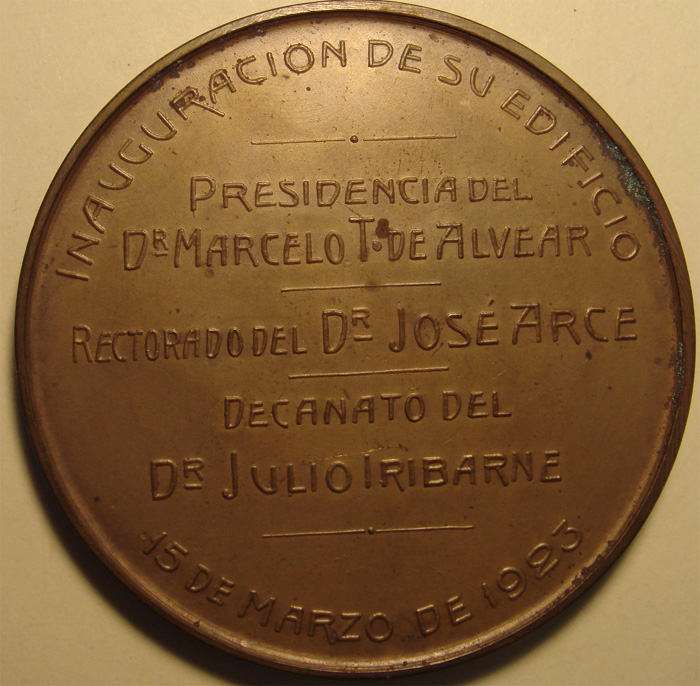 INAUGURACION DE SU EDIFICIO
PRESIDENCIA DEL
DR MARCELO T. DE ALVEAR
RECTORADO DEL DR JOSÉ ARCE
DECANATO DEL
DR JULIO IRIBARNE
15 DE MARZO DE 1923